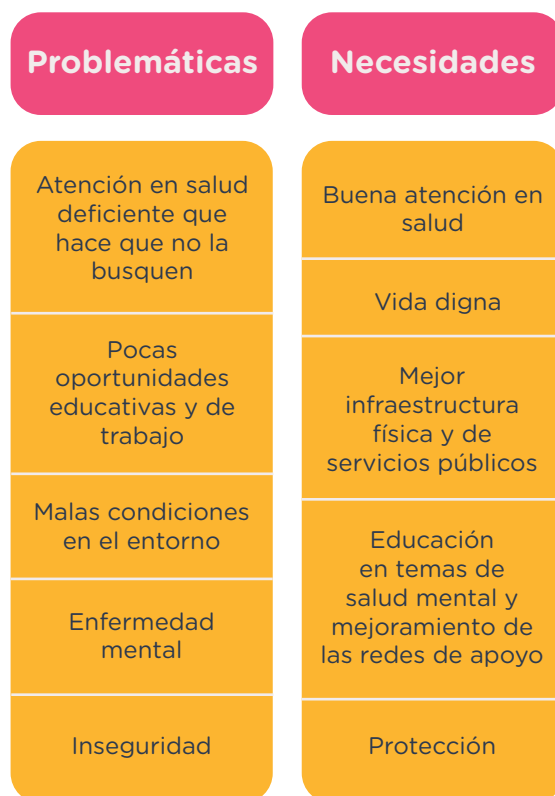 Problemáticas
Atención en salud
deficiente que
hace que no la
busquen
Pocas
oportunidades
educativas y de
trabajo
Malas condiciones
en el entorno
Enfermedad
mental
Inseguridad
Necesidades
Buena atención en
salud
Vida digna
Mejor
infraestructura
física y de
servicios públicos
Educación
en temas de
salud mental y
mejoramiento de
las redes de apoyo
Protección